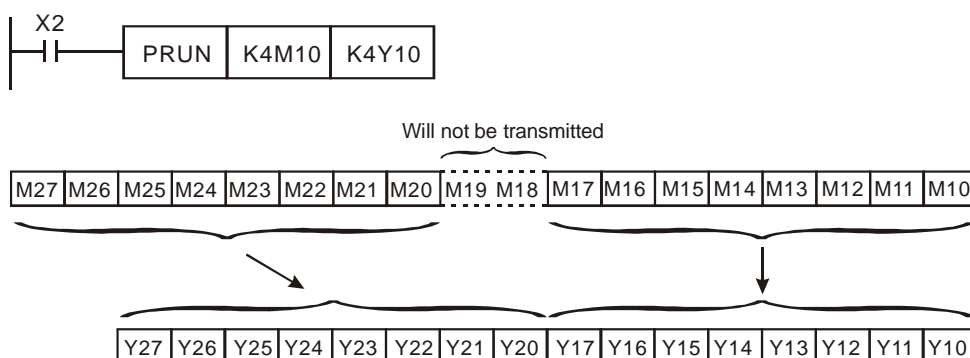 X2
PRUN K4M10 K4Y10
Will not be transmitted
M27 M26 M25 M24 M23 M22 M21 M20 M19 M18 M17 M16 M15 M14 M13 M12 M11 M10
Y27 Y26 Y25 Y24 Y23 Y22 Y21 Y20 Y17 Y16 Y15 Y14 Y13 Y12 Y11 Y10